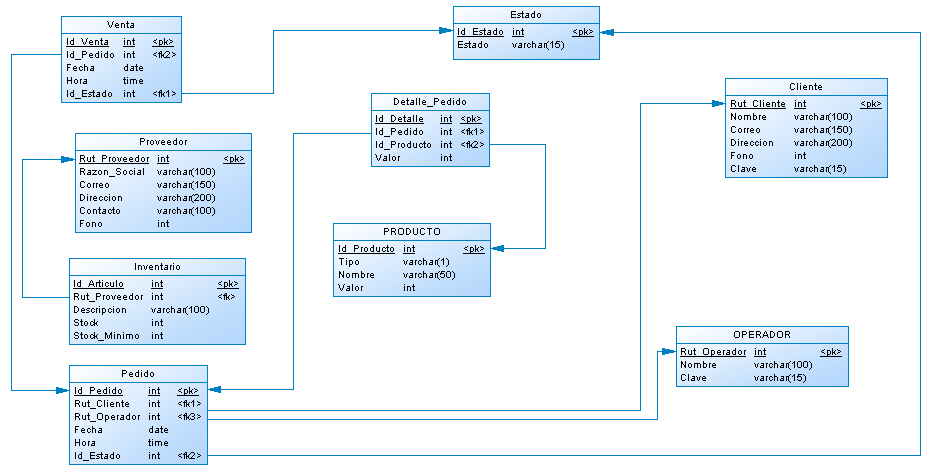 Venta
Id_Venta int <pk>
Id_Pedido int <fk2>
Fecha date
Hora time
Id_Estado int <fk1>
Estado
Id_Estado int <pk>
Estado varchar(15)
Cliente
Rut_Cliente int <pk>
Nombre varchar(100)
Correo varchar(150)
Direccion varchar(200)
Fono int
Clave varchar(15)
Detalle_Pedido
Id_Detalle int <pk>
Id_Pedido int <fk1>
Id_Producto int <fk2>
Valor int
Proveedor
Rut_Proveedor int <pk>
Razon_Social varchar(100)
Correo varchar(150)
Direccion varchar(200)
Contacto varchar(100)
Fono int
PRODUCTO
Id_Producto int <pk>
Tipo varchar(1)
Nombre varchar(50)
Valor int
Inventario
Id_Articulo int <pk>
Rut_Proveedor int <fk>
Descripcion varchar(100)
Stock int
Stock_Minimo int
OPERADOR
Rut_Operador int <pk>
Nombre varchar(100)
Clave varchar(15)
Pedido
Id_Pedido int <pk>
Rut_Cliente int <fk1>
Rut_Operador int <fk3>
Fecha date
Hora time
Id_Estado int <fk2>